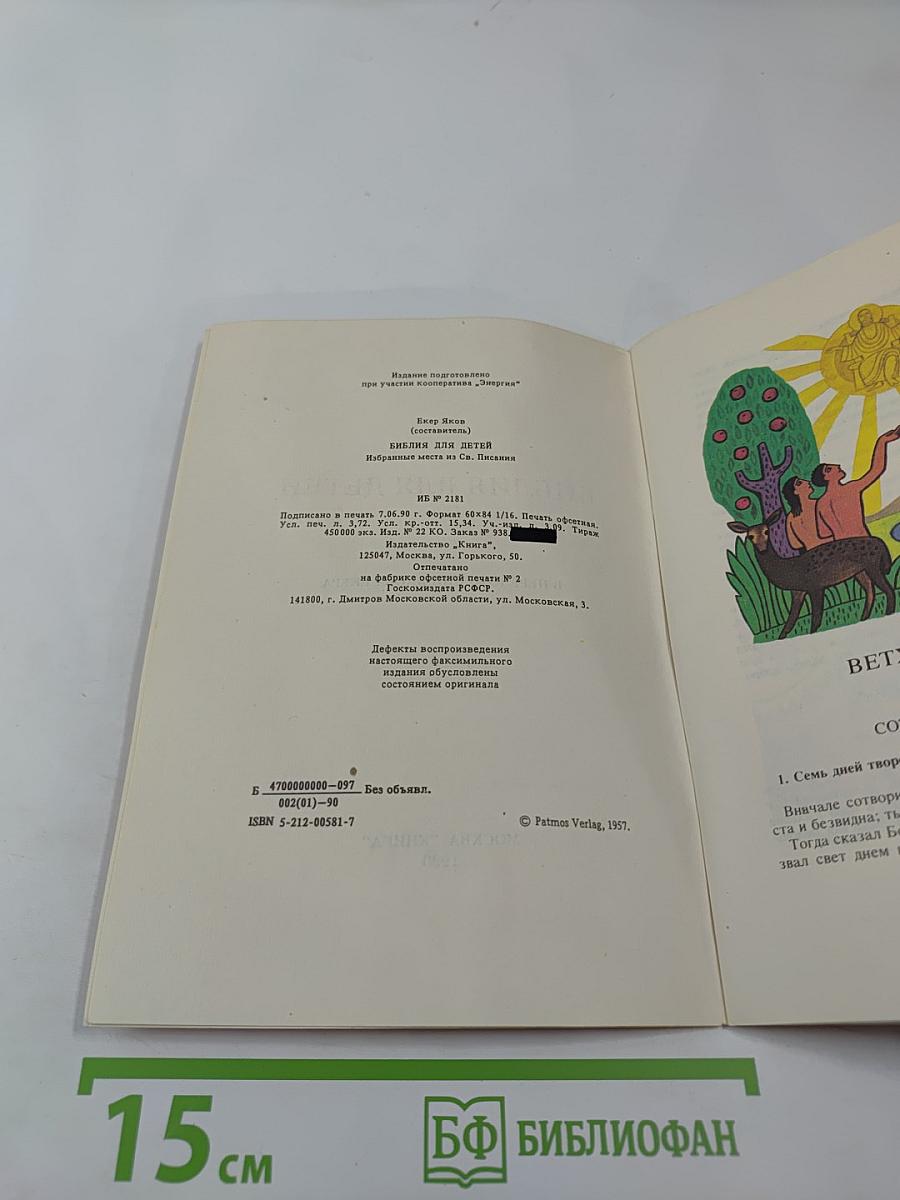 Издание подготовлено
при участии кооператива „Энергия“
Екер Яков
(составитель)
БИБЛИЯ ДЛЯ ДЕТЕЙ
Избранные места из Св. Писания
ИБ № 2181
Подписано в печать 7.06.90 г. Формат 60×84 1/16. Печать офсетная.
Усл. печ. л. 3,72. Усл. кр.-отт. 15,34. Уч.-изд. л. 3,09. Тираж
450 000 экз. Изд. № 22 КО. Заказ № 938.
Издательство „Книга“,
125047, Москва, ул. Горького, 50.
Отпечатано
на фабрике офсетной печати № 2
Госкомиздата РСФСР.
141800, г. Дмитров Московской области, ул. Московская, 3.
Дефекты воспроизведения
настоящего факсимильного
издания обусловлены
состоянием оригинала
Б 4700000000—097 Без объявл.
002(01)—90
ISBN 5-212-00581-7
© Patmos Verlag, 1957.
ВЕТХ
СО
1. Семь дней твор
Вначале сотвори
ста и безвидна; ть
Тогда сказал Бо
звал свет днем
15 см
БФ БИБЛИОФАН